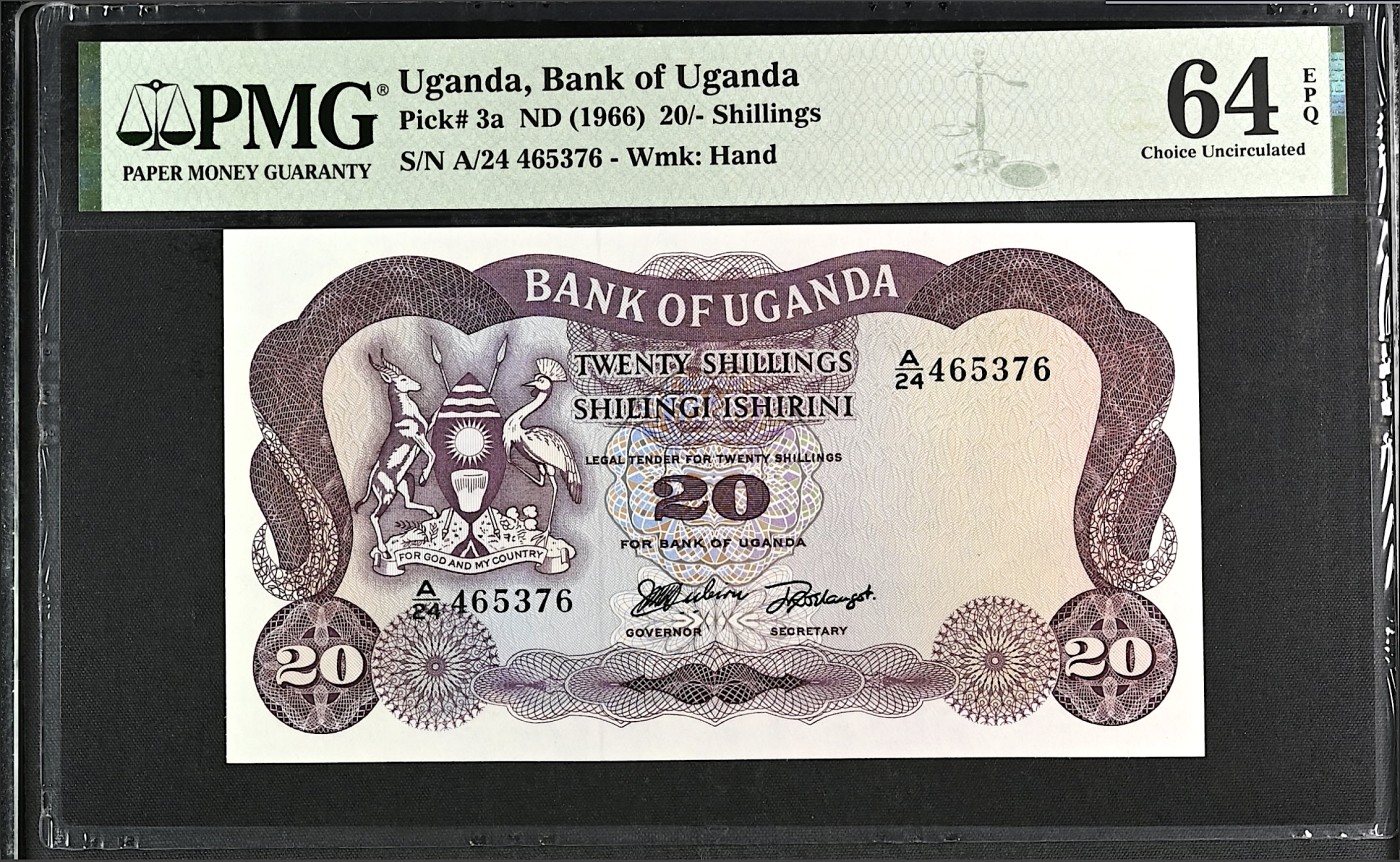 PMG®
PAPER MONEY GUARANTY
Uganda, Bank of Uganda
Pick# 3a ND (1966) 20/- Shillings
S/N A/24 465376 - Wmk: Hand
64
EPQ
Choice Uncirculated
BANK OF UGANDA
TWENTY SHILLINGS
SHILINGI ISHIRINI
A/24 465376
LEGAL TENDER FOR TWENTY SHILLINGS
20
FOR BANK OF UGANDA
FOR GOD AND MY COUNTRY
A/24 465376
GOVERNOR
SECRETARY
20
20